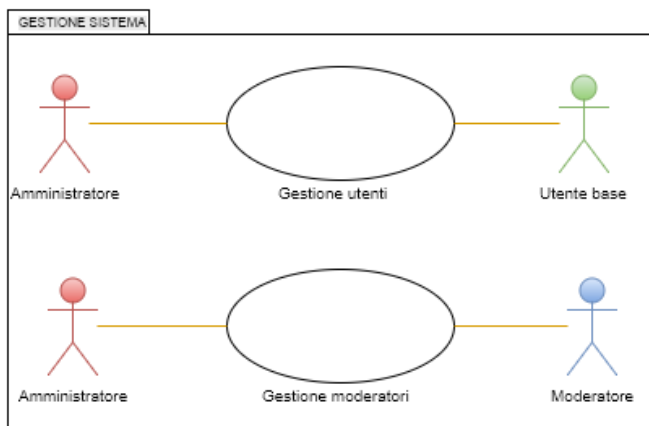 GESTIONE SISTEMA
Amministratore
Gestione utenti
Utente base
Amministratore
Gestione moderatori
Moderatore